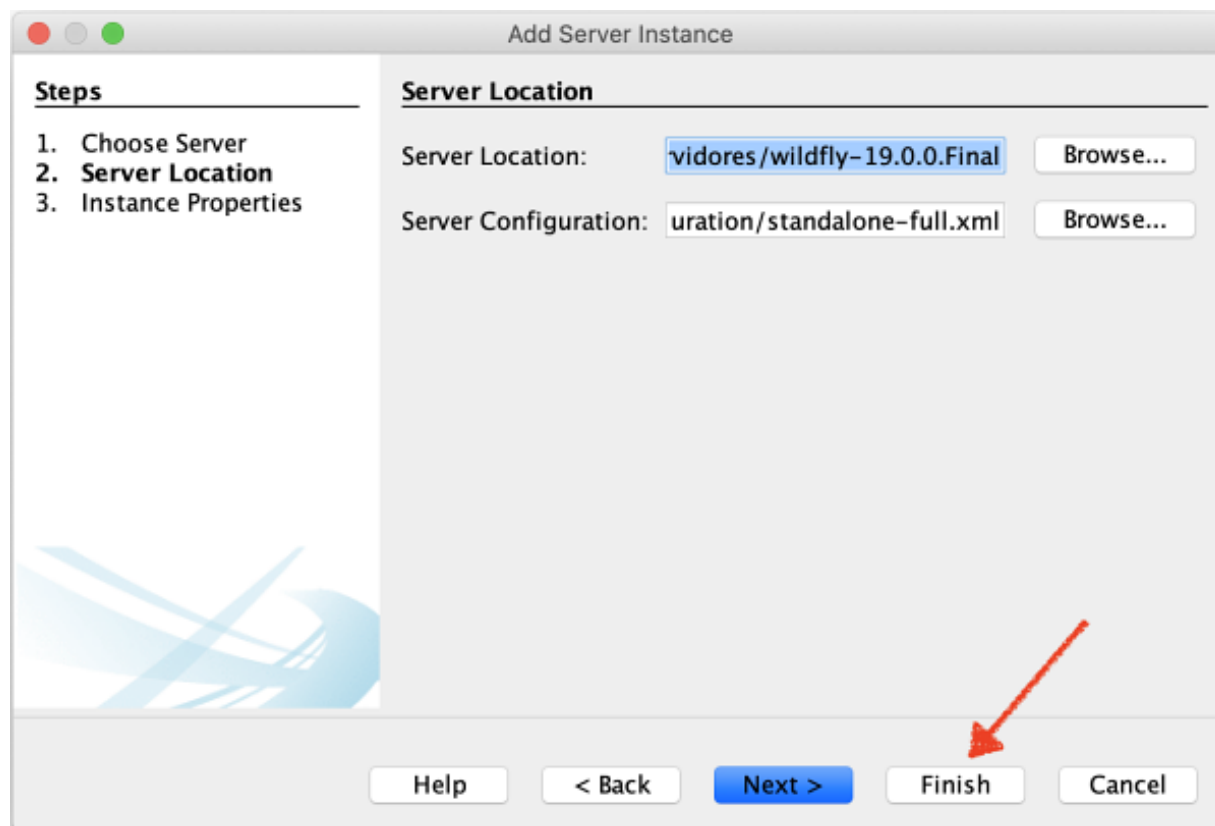 Add Server Instance
Steps
1. Choose Server
2. Server Location
3. Instance Properties
Server Location
Server Location: vidores/wildfly-19.0.0.Final Browse...
Server Configuration: uration/standalone-full.xml Browse...
Help < Back Next > Finish Cancel